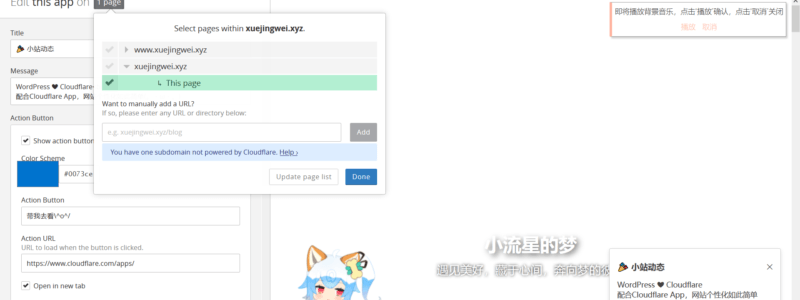 Edit this app on 1 page
Title
小站动态
Message
WordPress ❤ Cloudflare
配合Cloudflare App，网站
Action Button
Show action button
Color Scheme
#0073ce
Action Button
带我去看\^o^/
Action URL
URL to load when the button is clicked.
https://www.cloudflare.com/apps/
Open in new tab
Select pages within xuejingwei.xyz.
www.xuejingwei.xyz
xuejingwei.xyz
↳ This page
Want to manually add a URL?
If so, please enter any URL or directory below:
e.g. xuejingwei.xyz/blog
Add
You have one subdomain not powered by Cloudflare. Help ›
Update page list
Done
即将播放背景音乐，点击'播放'确认，点击'取消'关闭
播放 取消
小流星的梦
遇见美好，藏于心间，
小站动态
WordPress ❤ Cloudflare
配合Cloudflare App，网站个性化如此简单